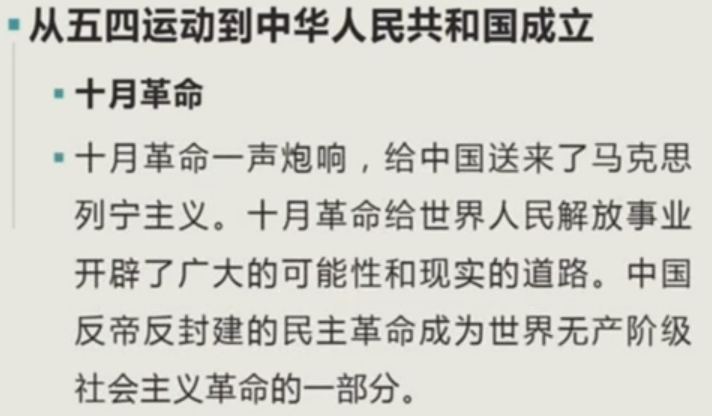 从五四运动到中华人民共和国成立
十月革命
十月革命一声炮响，给中国送来了马克思
列宁主义。十月革命给世界人民解放事业
开辟了广大的可能性和现实的道路。中国
反帝反封建的民主革命成为世界无产阶级
社会主义革命的一部分。